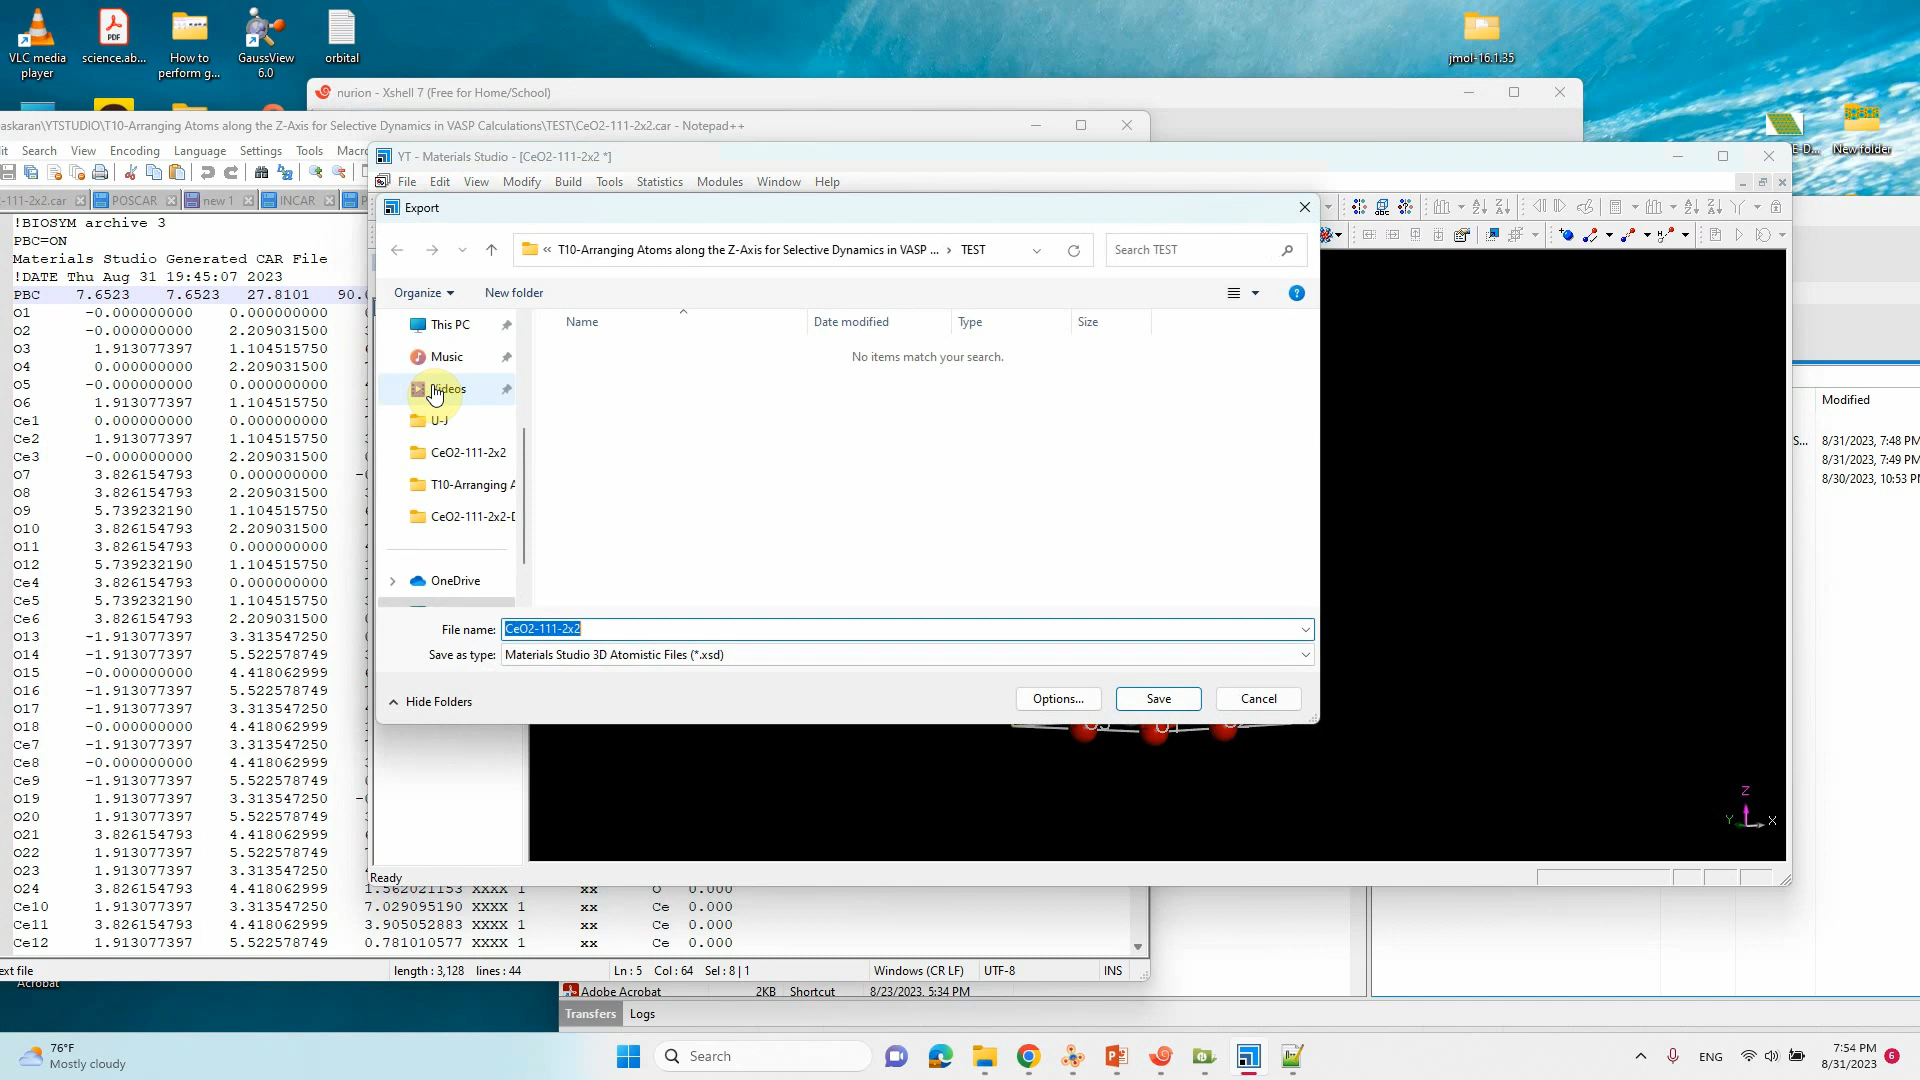 VLC media
player
science.ab...
How to
perform g...
GaussView
6.0
orbital
jmol-16.1.35
New folder
nurion - Xshell 7 (Free for Home/School)
askaran\YTSTUDIO\T10-Arranging Atoms along the Z-Axis for Selective Dynamics in VASP Calculations\TEST\CeO2-111-2x2.car - Notepad++
it Search View Encoding Language Settings Tools Macro
-111-2x2.car POSCAR new 1 INCAR
YT - Materials Studio - [CeO2-111-2x2 *]
File Edit View Modify Build Tools Statistics Modules Window Help
Export
T10-Arranging Atoms along the Z-Axis for Selective Dynamics in VASP ... › TEST
Search TEST
Organize New folder
Name Date modified Type Size
No items match your search.
This PC
Music
Videos
U-J
CeO2-111-2x2
T10-Arranging A
CeO2-111-2x2-D
OneDrive
File name: CeO2-111-2x2
Save as type: Materials Studio 3D Atomistic Files (*.xsd)
Hide Folders
Options... Save Cancel
Z
Y X
Ready
!BIOSYM archive 3
PBC=ON
Materials Studio Generated CAR File
!DATE Thu Aug 31 19:45:07 2023
PBC 7.6523 7.6523 27.8101 90.0
O1 -0.000000000 0.000000000
O2 -0.000000000 2.209031500
O3 1.913077397 1.104515750
O4 0.000000000 2.209031500
O5 -0.000000000 0.000000000
O6 1.913077397 1.104515750
Ce1 0.000000000 0.000000000
Ce2 1.913077397 1.104515750
Ce3 -0.000000000 2.209031500
O7 3.826154793 0.000000000
O8 3.826154793 2.209031500
O9 5.739232190 1.104515750
O10 3.826154793 2.209031500
O11 3.826154793 0.000000000
O12 5.739232190 1.104515750
Ce4 3.826154793 0.000000000
Ce5 5.739232190 1.104515750
Ce6 3.826154793 2.209031500
O13 -1.913077397 3.313547250
O14 -1.913077397 5.522578749
O15 -0.000000000 4.418062999
O16 -1.913077397 5.522578749
O17 -1.913077397 3.313547250
O18 -0.000000000 4.418062999
Ce7 -1.913077397 3.313547250
Ce8 -0.000000000 4.418062999
Ce9 -1.913077397 5.522578749
O19 1.913077397 3.313547250
O20 1.913077397 5.522578749
O21 3.826154793 4.418062999
O22 1.913077397 5.522578749
O23 1.913077397 3.313547250
O24 3.826154793 4.418062999 1.562021153 XXXX 1 xx O 0.000
Ce10 1.913077397 3.313547250 7.029095190 XXXX 1 xx Ce 0.000
Ce11 3.826154793 4.418062999 3.905052883 XXXX 1 xx Ce 0.000
Ce12 1.913077397 5.522578749 0.781010577 XXXX 1 xx Ce 0.000
ext file length : 3,128 lines : 44 Ln : 5 Col : 64 Sel : 8 | 1 Windows (CR LF) UTF-8 INS
Modified
8/31/2023, 7:48 PM
8/31/2023, 7:49 PM
8/30/2023, 10:53 P
Acrobat
Adobe Acrobat 2KB Shortcut 8/23/2023, 5:34 PM
Transfers Logs
76°F
Mostly cloudy
Search
ENG
7:54 PM
8/31/2023
6